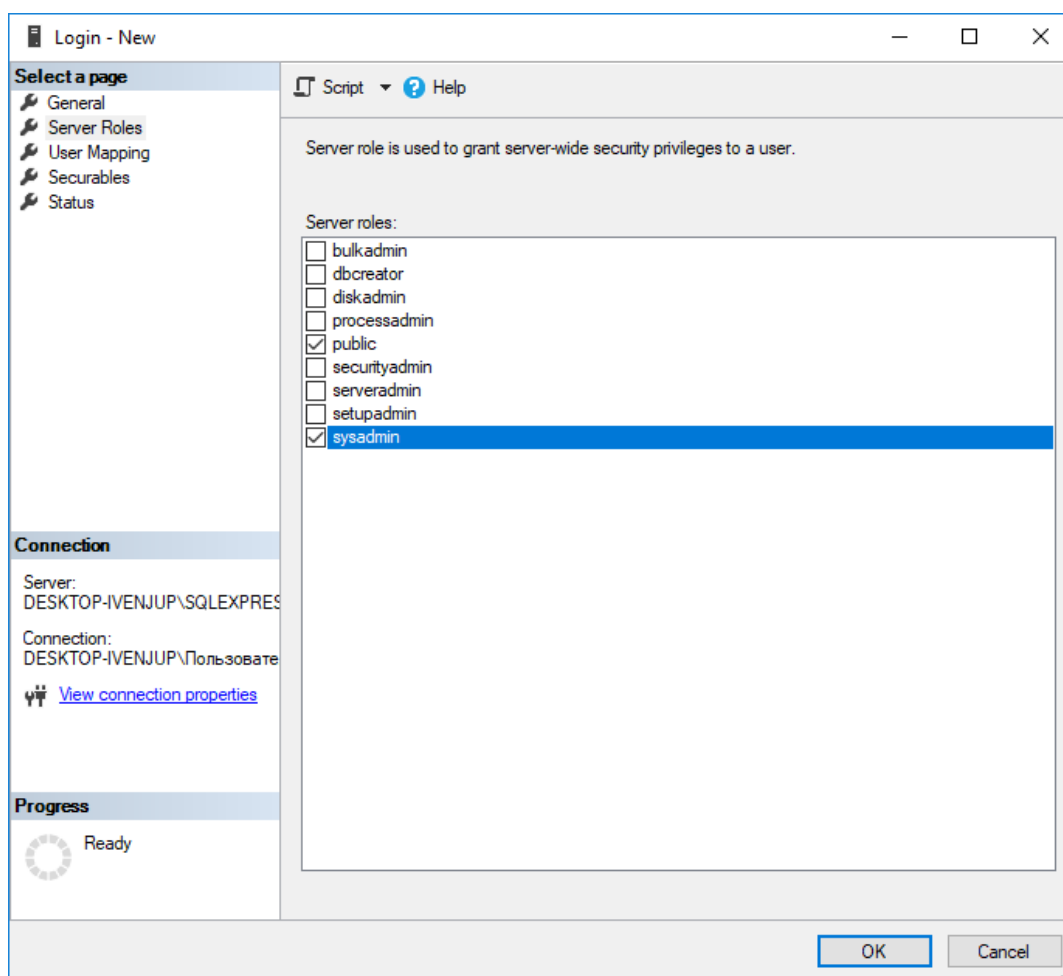 Login - New
Select a page
General
Server Roles
User Mapping
Securables
Status
Script
Help
Server role is used to grant server-wide security privileges to a user.
Server roles:
bulkadmin
dbcreator
diskadmin
processadmin
public
securityadmin
serveradmin
setupadmin
sysadmin
Connection
Server:
DESKTOP-IVENJUP\SQLEXPRES
Connection:
DESKTOP-IVENJUP\Пользовате
View connection properties
Progress
Ready
OK
Cancel